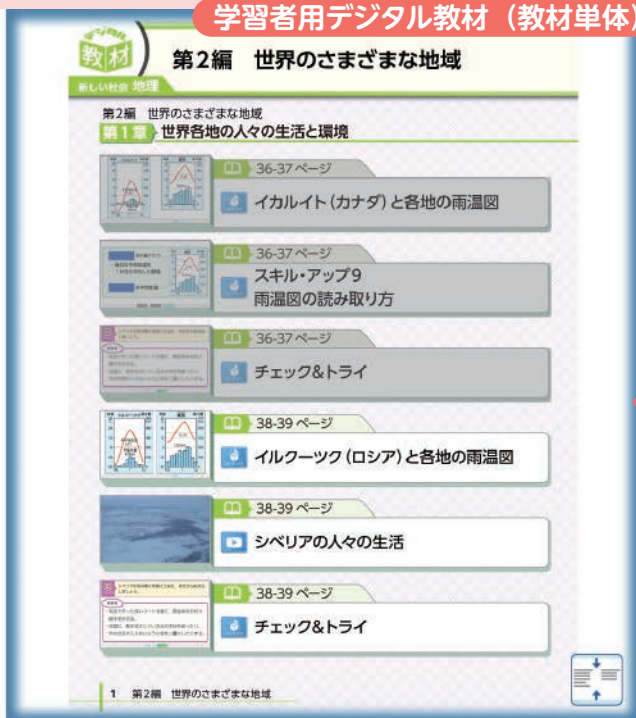 学習者用デジタル教材（教材単体）
デジタル
教材
新しい社会 地理
第2編 世界のさまざまな地域
第2編 世界のさまざまな地域
第1章 世界各地の人々の生活と環境
36-37ページ
イカルイト（カナダ）と各地の雨温図
36-37ページ
スキル・アップ9
雨温図の読み取り方
36-37ページ
チェック&トライ
38-39ページ
イルクーツク（ロシア）と各地の雨温図
38-39ページ
シベリアの人々の生活
38-39ページ
チェック&トライ
1 第2編 世界のさまざまな地域